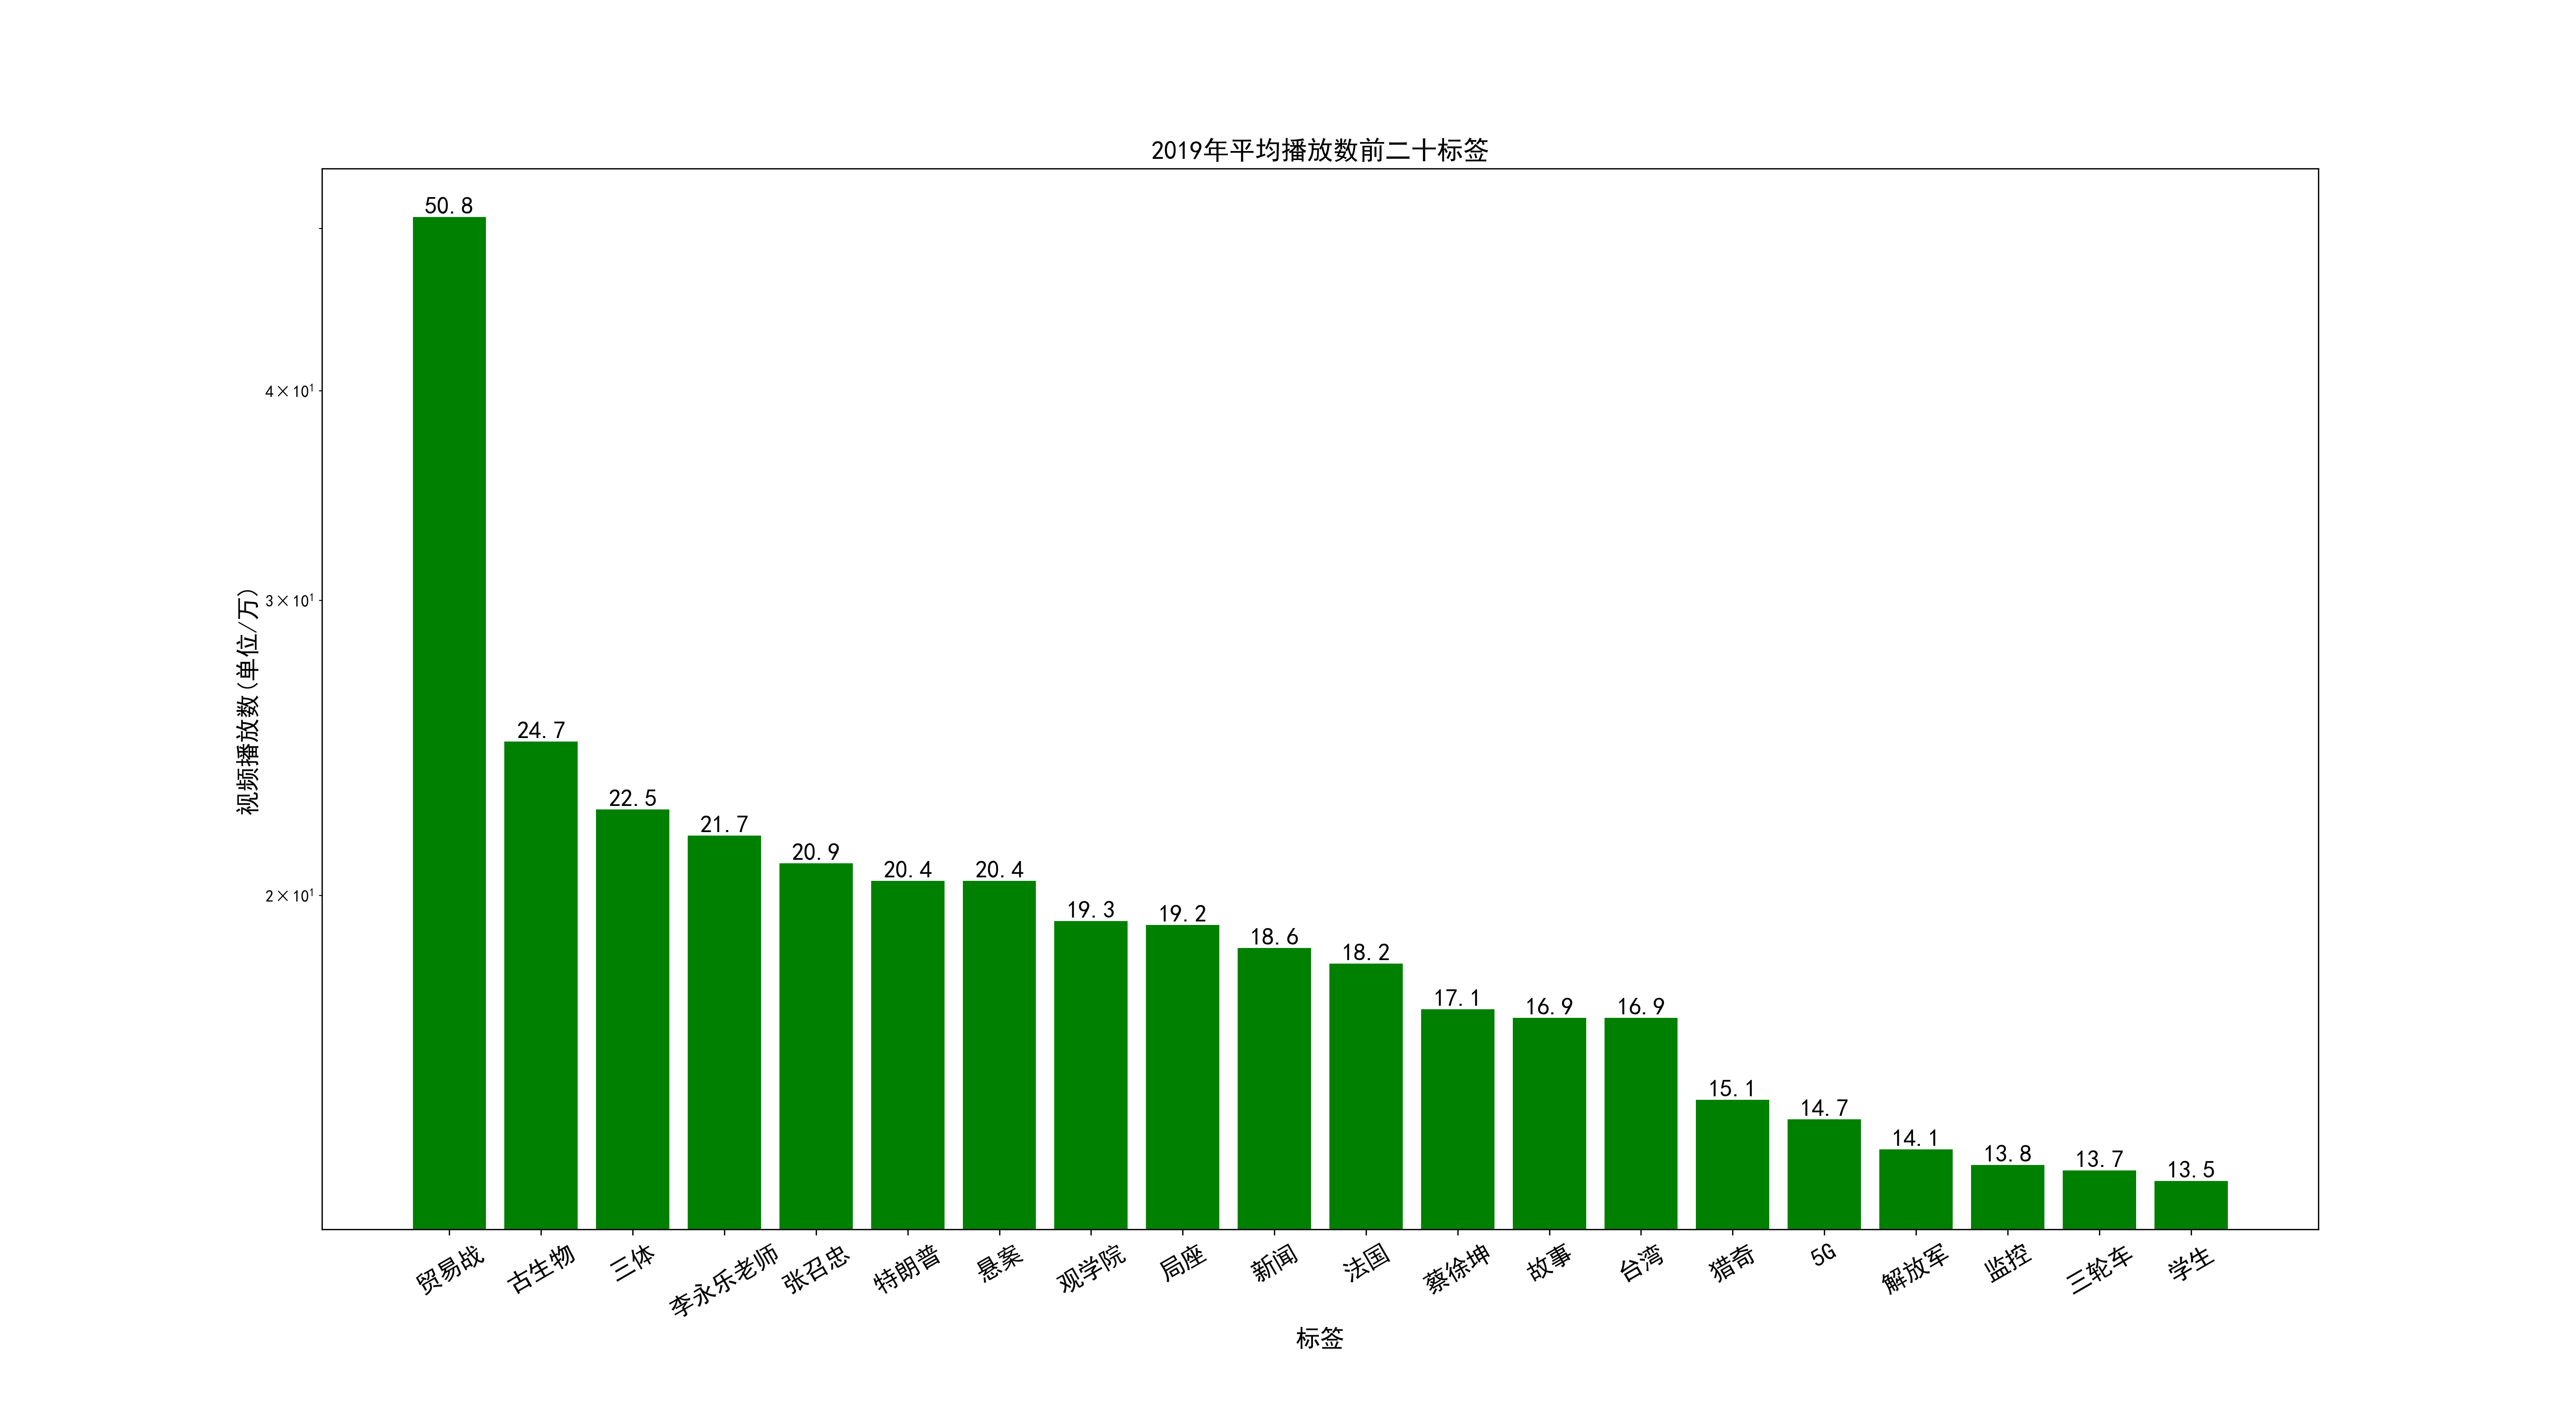 2019年平均播放数前二十标签
视频播放数(单位/万)
4×10¹
3×10¹
2×10¹
50.8
24.7
22.5
21.7
20.9
20.4
20.4
19.3
19.2
18.6
18.2
17.1
16.9
16.9
15.1
14.7
14.1
13.8
13.7
13.5
贸易战
古生物
三体
李永乐老师
张召忠
特朗普
悬案
观学院
局座
新闻
法国
蔡徐坤
故事
台湾
猎奇
5G
解放军
监控
三轮车
学生
标签